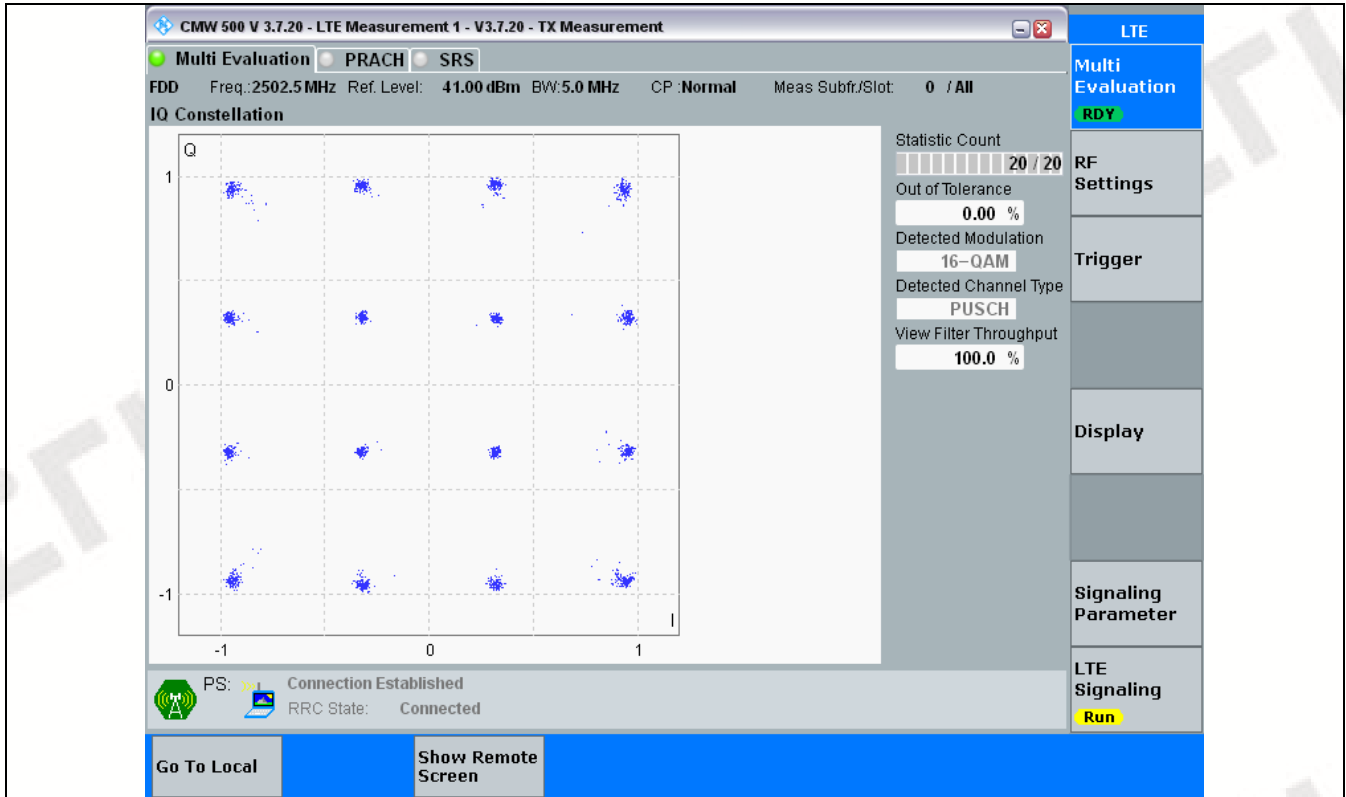 CMW 500 V 3.7.20 - LTE Measurement 1 - V3.7.20 - TX Measurement
LTE
Multi Evaluation PRACH SRS
Multi
Evaluation
RDY
FDD Freq.:2502.5 MHz Ref. Level: 41.00 dBm BW:5.0 MHz CP :Normal Meas Subfr./Slot: 0 / All
IQ Constellation
Q
1
0
-1
I
-1 0 1
Statistic Count
20 / 20
Out of Tolerance
0.00 %
Detected Modulation
16-QAM
Detected Channel Type
PUSCH
View Filter Throughput
100.0 %
RF
Settings
Trigger
Display
Signaling
Parameter
LTE
Signaling
Run
PS: Connection Established
RRC State: Connected
Go To Local
Show Remote
Screen